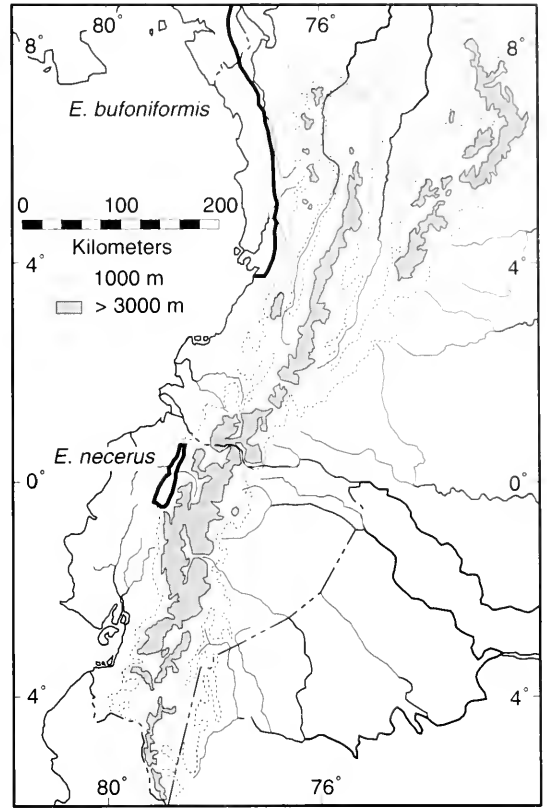 80° 76°
8° 8°
E. bufoniformis
0 100 200
Kilometers
4° 4°
1000 m
> 3000 m
E. necerus
0° 0°
4° 4°
80° 76°